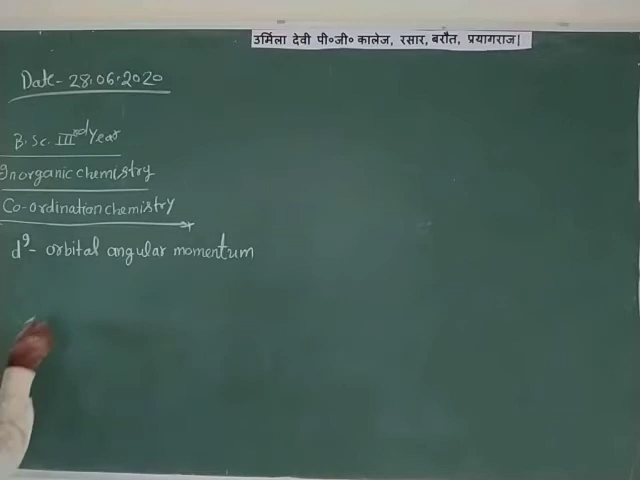 उर्मिला देवी पी०जी० कालेज, रसार, बरौत, प्रयागराज|
Date - 28.06.2020
B.Sc. IIIrd Year
Inorganic chemistry
Co-ordination chemistry
d⁹- orbital angular momentum